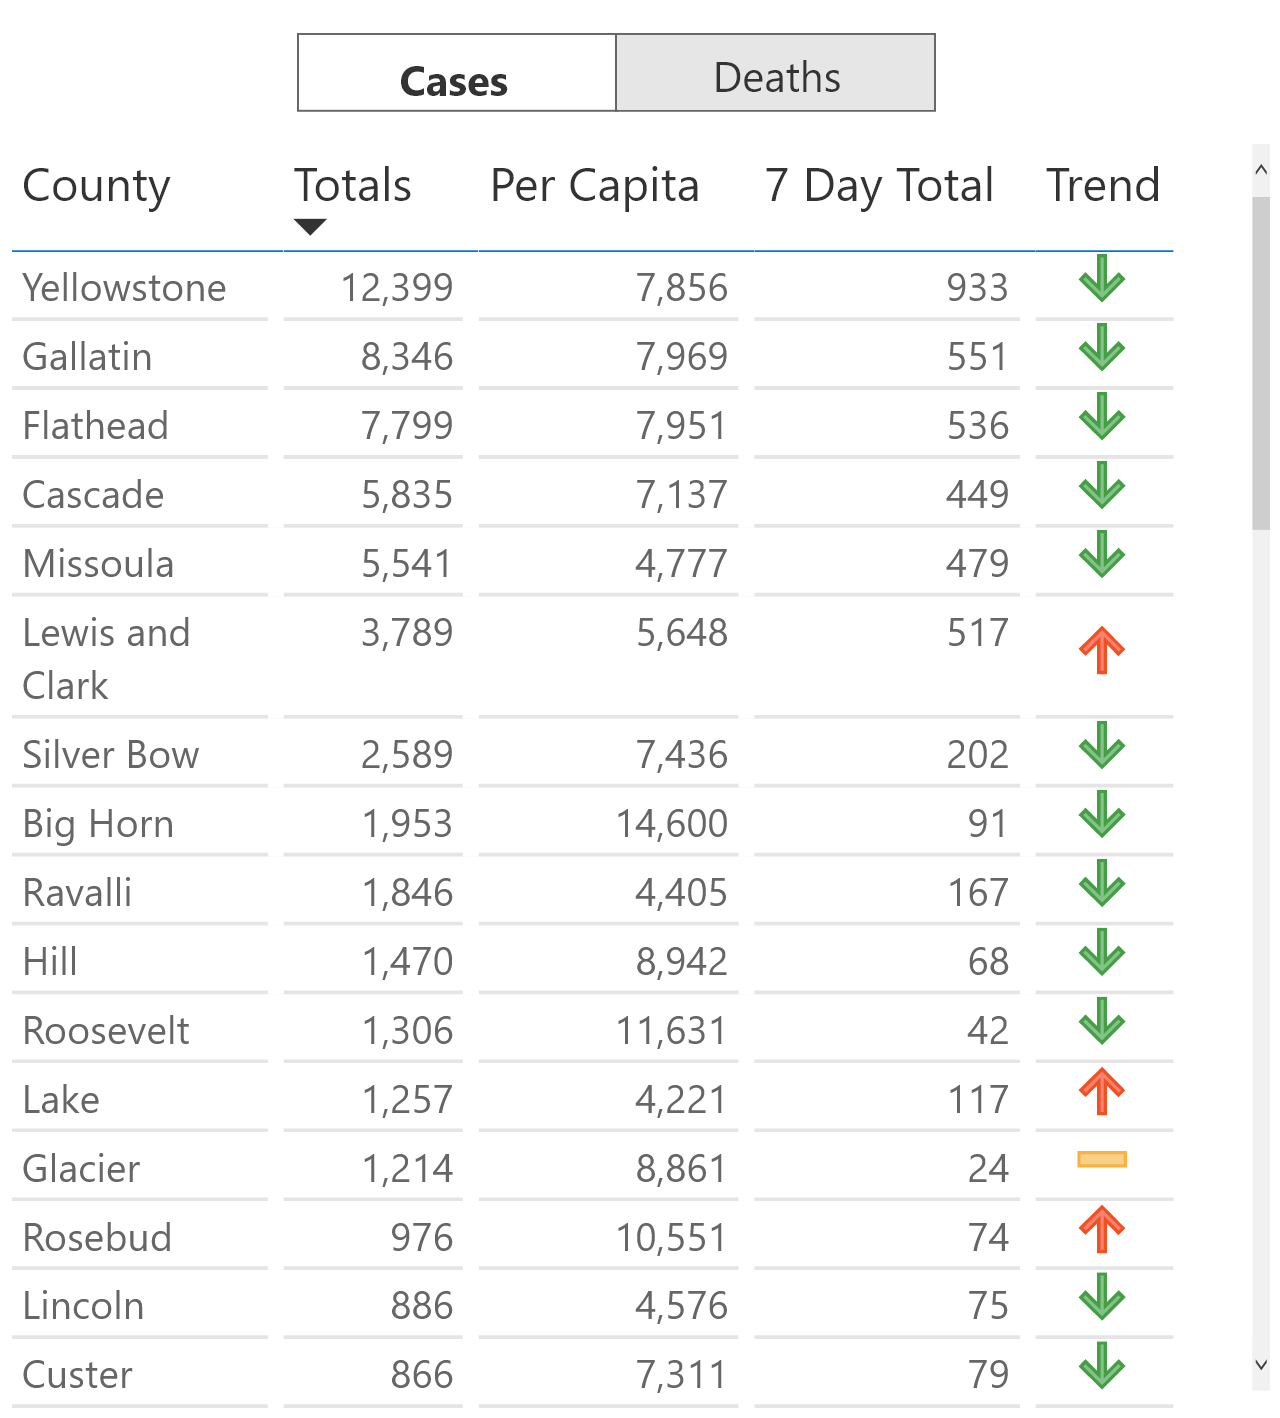 Cases Deaths
County Totals Per Capita 7 Day Total Trend
Yellowstone 12,399 7,856 933
Gallatin 8,346 7,969 551
Flathead 7,799 7,951 536
Cascade 5,835 7,137 449
Missoula 5,541 4,777 479
Lewis and 3,789 5,648 517
Clark
Silver Bow 2,589 7,436 202
Big Horn 1,953 14,600 91
Ravalli 1,846 4,405 167
Hill 1,470 8,942 68
Roosevelt 1,306 11,631 42
Lake 1,257 4,221 117
Glacier 1,214 8,861 24
Rosebud 976 10,551 74
Lincoln 886 4,576 75
Custer 866 7,311 79